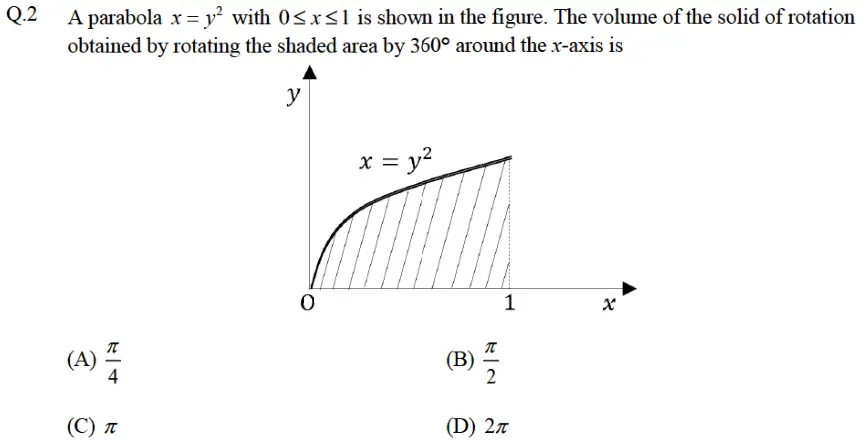 Q.2 A parabola x = y² with 0 ≤ x ≤ 1 is shown in the figure. The volume of the solid of rotation
obtained by rotating the shaded area by 360° around the x-axis is
y
x = y²
O 1 x
(A) π/4 (B) π/2
(C) π (D) 2π